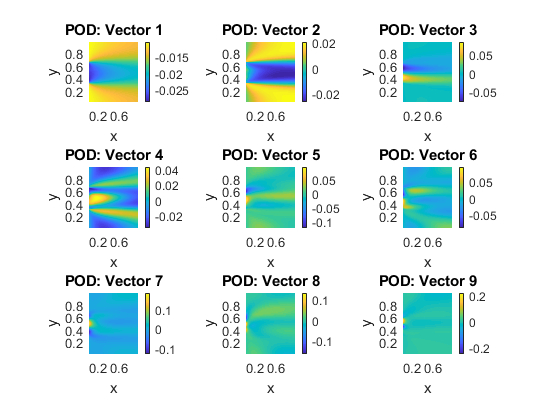 POD: Vector 1
0.8
0.6
0.4
0.2
y
0.2 0.6
x
-0.015
-0.02
-0.025
POD: Vector 2
0.8
0.6
0.4
0.2
y
0.2 0.6
x
0.02
0
-0.02
POD: Vector 3
0.8
0.6
0.4
0.2
y
0.2 0.6
x
0.05
0
-0.05
POD: Vector 4
0.8
0.6
0.4
0.2
y
0.2 0.6
x
0.04
0.02
0
-0.02
POD: Vector 5
0.8
0.6
0.4
0.2
y
0.2 0.6
x
0.05
0
-0.05
-0.1
POD: Vector 6
0.8
0.6
0.4
0.2
y
0.2 0.6
x
0.05
0
-0.05
POD: Vector 7
0.8
0.6
0.4
0.2
y
0.2 0.6
x
0.1
0
-0.1
POD: Vector 8
0.8
0.6
0.4
0.2
y
0.2 0.6
x
0.1
0
-0.1
POD: Vector 9
0.8
0.6
0.4
0.2
y
0.2 0.6
x
0.2
0
-0.2